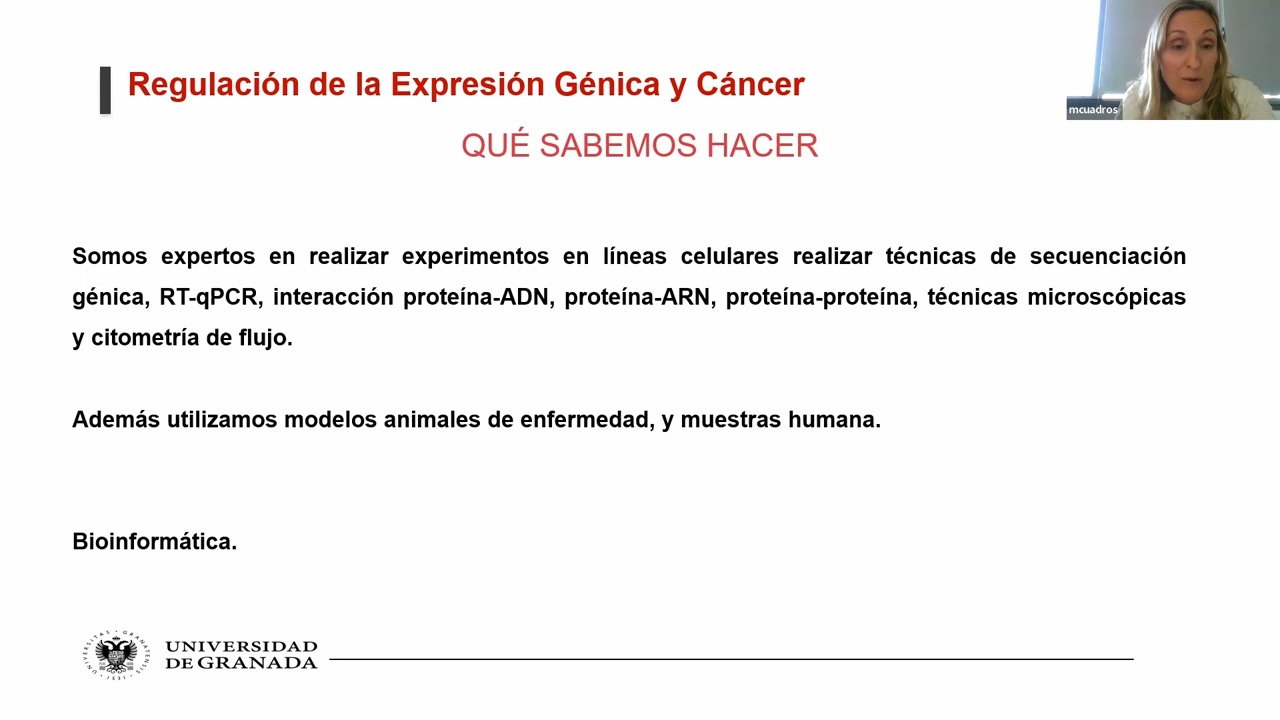 Regulación de la Expresión Génica y Cáncer
mcuadros
QUÉ SABEMOS HACER
Somos expertos en realizar experimentos en líneas celulares realizar técnicas de secuenciación
génica, RT-qPCR, interacción proteína-ADN, proteína-ARN, proteína-proteína, técnicas microscópicas
y citometría de flujo.
Además utilizamos modelos animales de enfermedad, y muestras humana.
Bioinformática.
UNIVERSIDAD
DE GRANADA